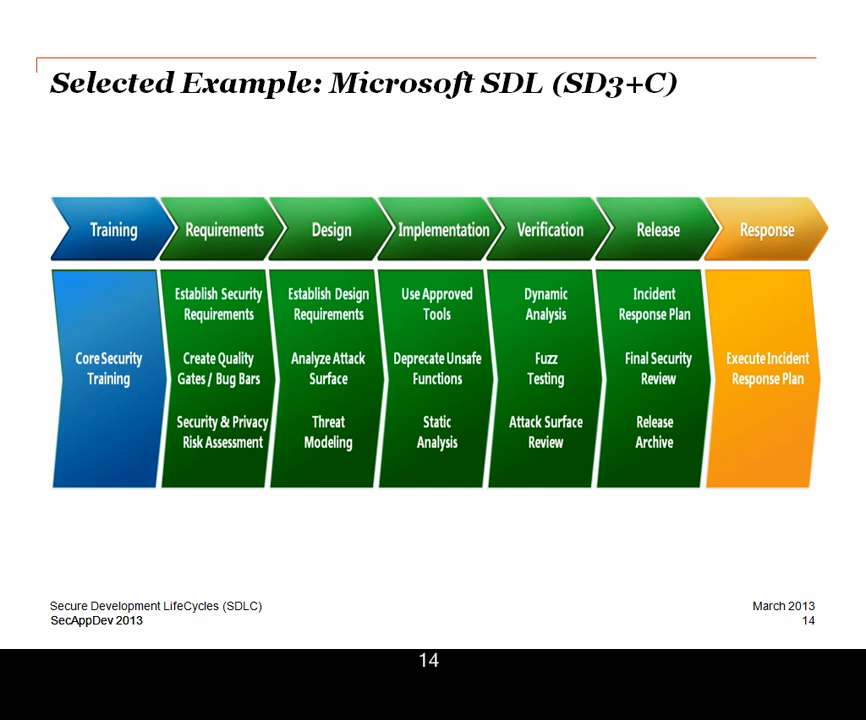 Selected Example: Microsoft SDL (SD3+C)
Training
Requirements
Design
Implementation
Verification
Release
Response
Core Security
Training
Establish Security
Requirements
Create Quality
Gates / Bug Bars
Security & Privacy
Risk Assessment
Establish Design
Requirements
Analyze Attack
Surface
Threat
Modeling
Use Approved
Tools
Deprecate Unsafe
Functions
Static
Analysis
Dynamic
Analysis
Fuzz
Testing
Attack Surface
Review
Incident
Response Plan
Final Security
Review
Release
Archive
Execute Incident
Response Plan
Secure Development LifeCycles (SDLC)
SecAppDev 2013
March 2013
14
14